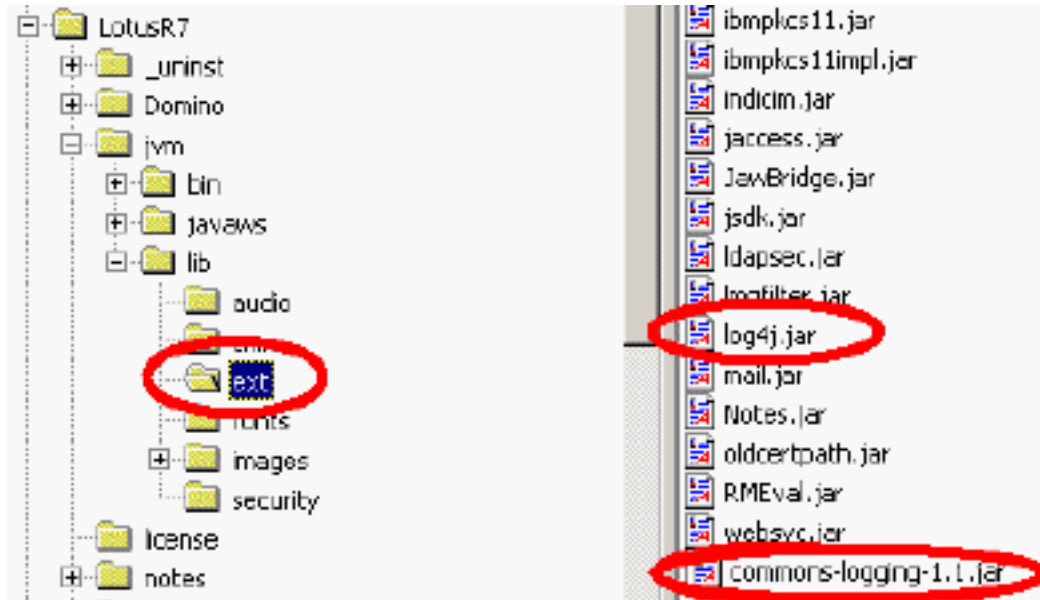 LotusR7
_uninst
Domino
jvm
bin
javaws
lib
audio
ext
fonts
images
security
license
notes
ibmpkcs11.jar
ibmpkcs11impl.jar
indicim.jar
jaccess.jar
JawBridge.jar
jsdk.jar
ldapsec.jar
log4j.jar
mail.jar
Notes.jar
oldcertpath.jar
RMEval.jar
websvc.jar
commons-logging-1.1.jar